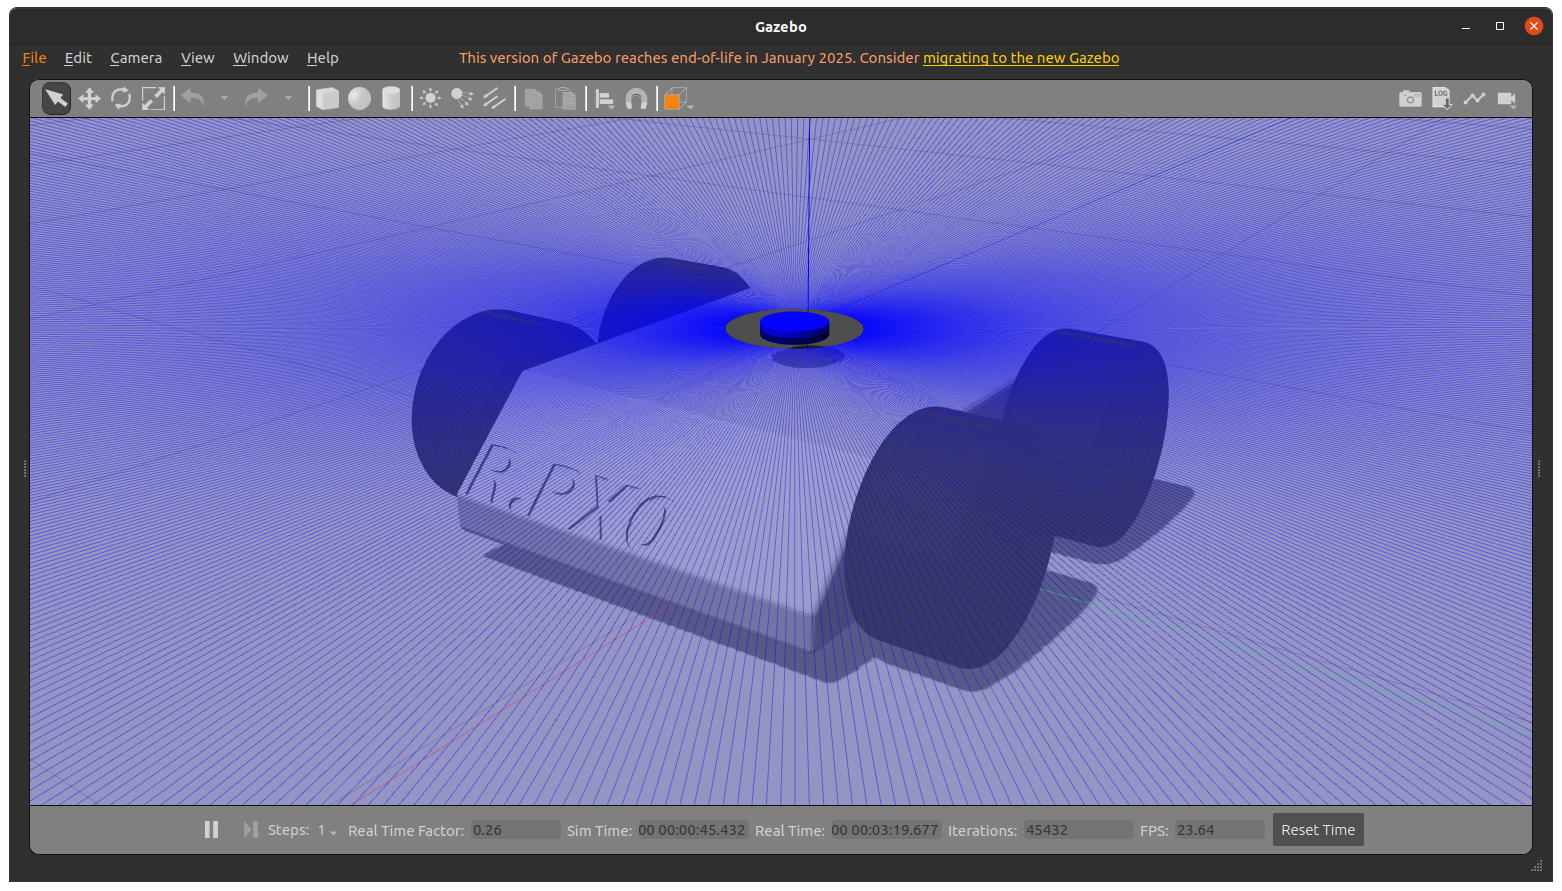 Gazebo
File Edit Camera View Window Help This version of Gazebo reaches end-of-life in January 2025. Consider migrating to the new Gazebo
LOG
R.PX0
Steps: 1 Real Time Factor: 0.26 Sim Time: 00 00:00:45.432 Real Time: 00 00:03:19.677 Iterations: 45432 FPS: 23.64 Reset Time